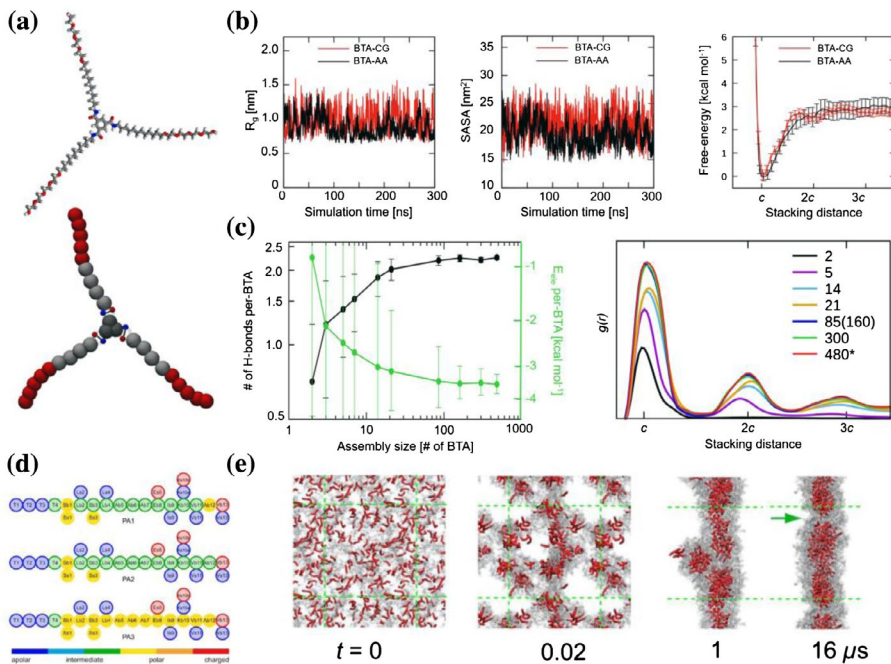 (a)
(b)
2.0
1.5
1.0
0.5
0
R_g [nm]
BTA-CG
BTA-AA
0 100 200 300
Simulation time [ns]
35
30
25
20
15
10
SASA [nm²]
BTA-CG
BTA-AA
0 100 200 300
Simulation time [ns]
5
4
3
2
1
0
Free-energy [kcal mol⁻¹]
BTA-CG
BTA-AA
c 2c 3c
Stacking distance
(c)
2.5
2.0
1.5
1.0
0.5
# of H-bonds per-BTA
-1
-2
-3
-4
E_ele per-BTA [kcal mol⁻¹]
1 10 100 1000
Assembly size [# of BTA]
g(r)
2
5
14
21
85(160)
300
480*
c 2c 3c
Stacking distance
(d)
PA1
PA2
PA3
apolar intermediate polar charged
(e)
t = 0 0.02 1 16 μs